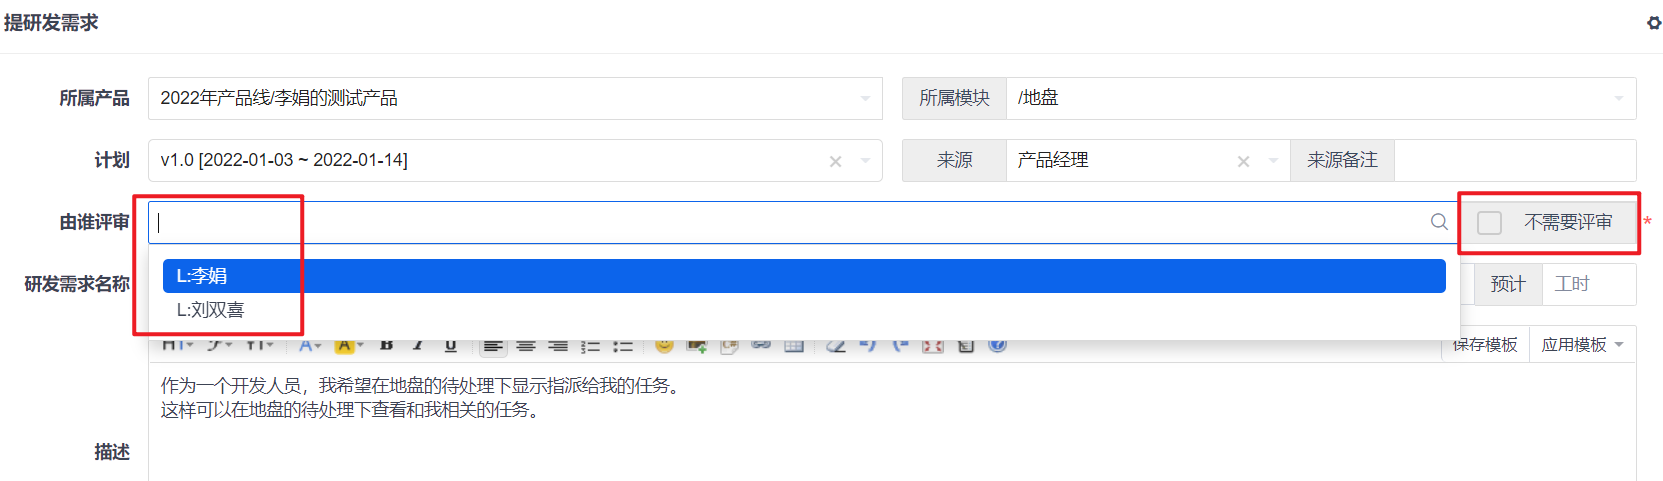 提研发需求
所属产品 2022年产品线/李娟的测试产品 所属模块 /地盘
计划 v1.0 [2022-01-03 ~ 2022-01-14] 来源 产品经理 来源备注
由谁评审 不需要评审 *
L:李娟
研发需求名称 预计 工时
L:刘双喜
保存模板 应用模板
作为一个开发人员，我希望在地盘的待处理下显示指派给我的任务。
这样可以在地盘的待处理下查看和我相关的任务。
描述